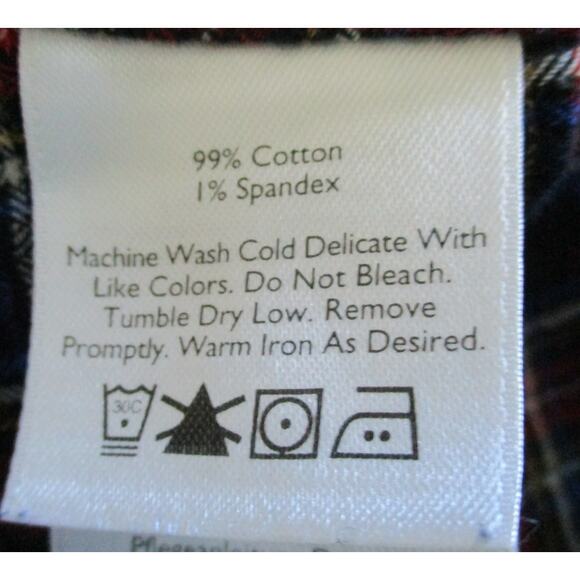 99% Cotton
1% Spandex
Machine Wash Cold Delicate With
Like Colors. Do Not Bleach.
Tumble Dry Low. Remove
Promptly. Warm Iron As Desired.
30C